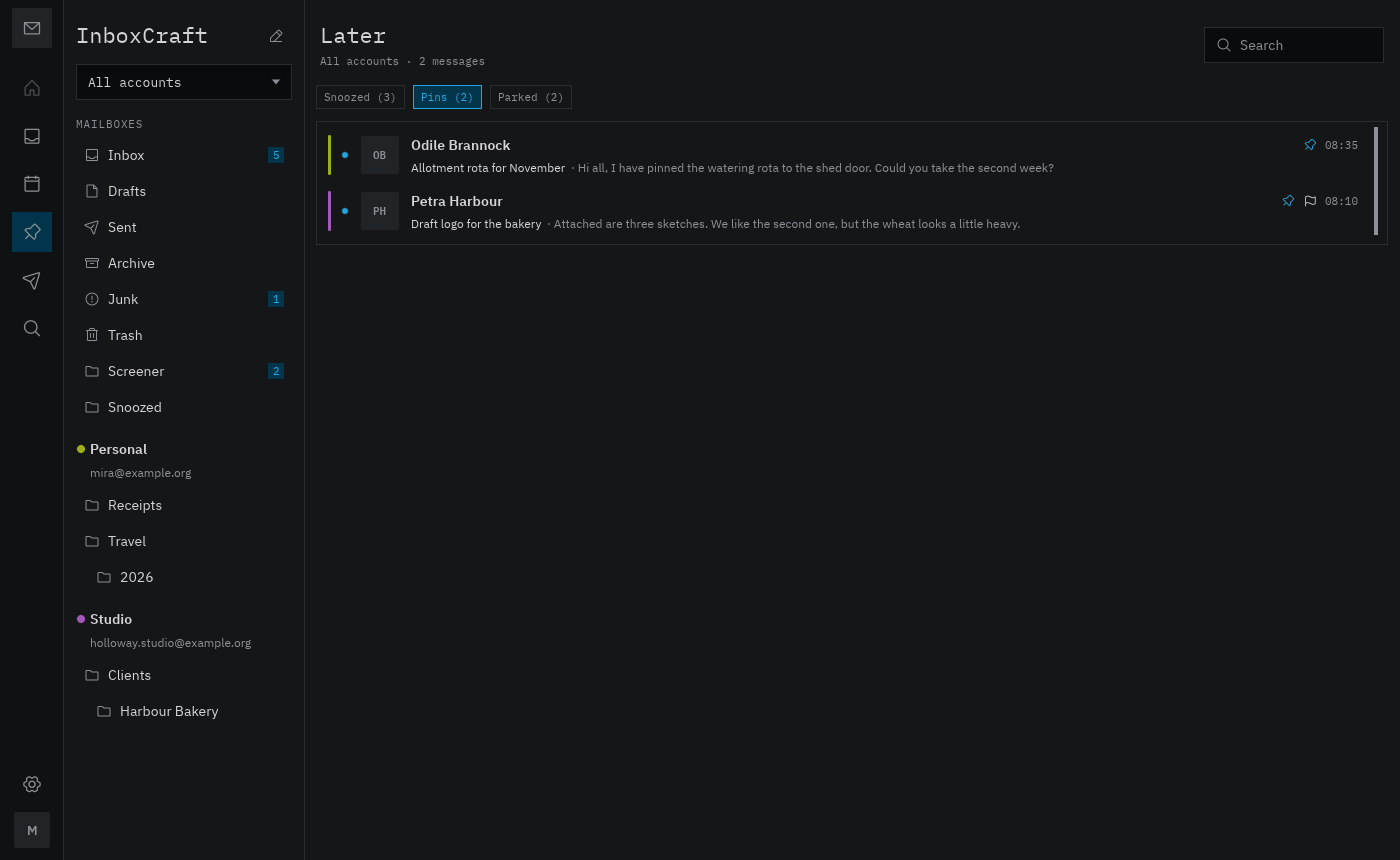 InboxCraft
All accounts
MAILBOXES
Inbox 5
Drafts
Sent
Archive
Junk 1
Trash
Screener 2
Snoozed
Personal
mira@example.org
Receipts
Travel
2026
Studio
holloway.studio@example.org
Clients
Harbour Bakery
M
Later
All accounts · 2 messages
Search
Snoozed (3) Pins (2) Parked (2)
OB
Odile Brannock 08:35
Allotment rota for November · Hi all, I have pinned the watering rota to the shed door. Could you take the second week?
PH
Petra Harbour 08:10
Draft logo for the bakery · Attached are three sketches. We like the second one, but the wheat looks a little heavy.